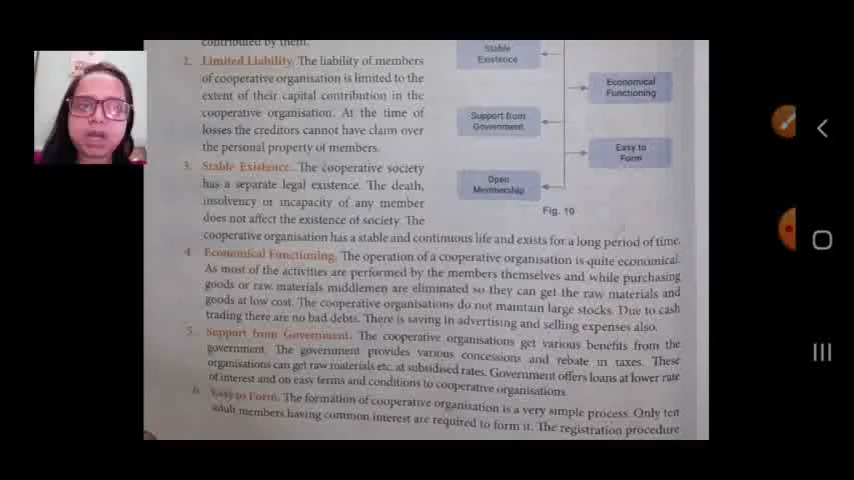 contributed by them.
2. Limited Liability. The liability of members
of cooperative organisation is limited to the
extent of their capital contribution in the
cooperative organisation. At the time of
losses the creditors cannot have claim over
the personal property of members.
3. Stable Existence. The cooperative society
has a separate legal existence. The death,
insolvency or incapacity of any member
does not affect the existence of society. The
cooperative organisation has a stable and continuous life and exists for a long period of time.
4. Economical Functioning. The operation of a cooperative organisation is quite economical.
As most of the activities are performed by the members themselves and while purchasing
goods or raw materials middlemen are eliminated so they can get the raw materials and
goods at low cost. The cooperative organisations do not maintain large stocks. Due to cash
trading there are no bad debts. There is saving in advertising and selling expenses also.
5. Support from Government. The cooperative organisations get various benefits from the
government. The government provides various concessions and rebate in taxes. These
organisations can get raw materials etc. at subsidised rates. Government offers loans at lower rate
of interest and on easy terms and conditions to cooperative organisations.
6. Easy to Form. The formation of cooperative organisation is a very simple process. Only ten
adult members having common interest are required to form it. The registration procedure
Stable
Existence
Economical
Functioning
Support from
Government
Easy to
Form
Open
Membership
Fig. 10